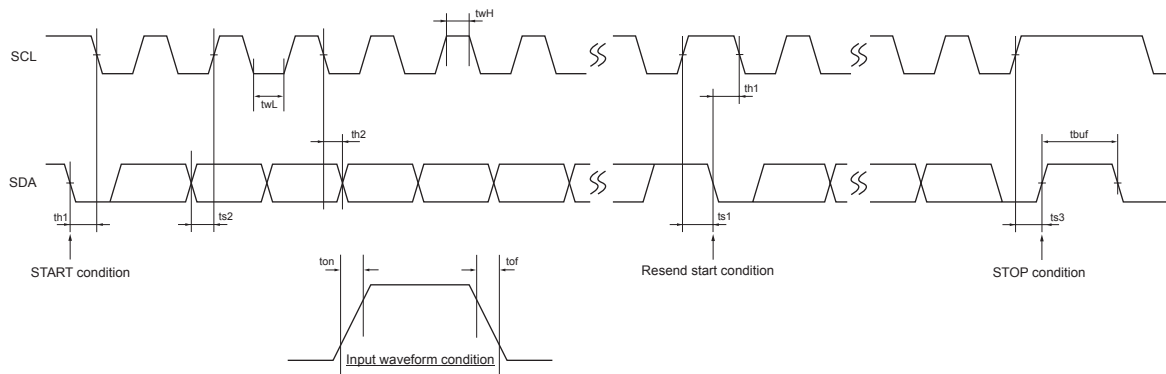 twH
SCL
th1
twL
th2
tbuf
SDA
th1
ts2
ts1
ts3
START condition
ton
tof
Resend start condition
STOP condition
Input waveform condition